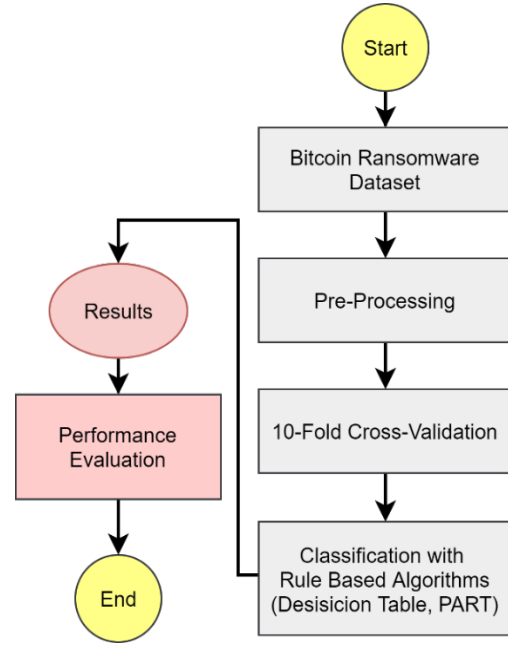 Start
Bitcoin Ransomware
Dataset
Pre-Processing
10-Fold Cross-Validation
Classification with
Rule Based Algorithms
(Desisicion Table, PART)
Results
Performance
Evaluation
End